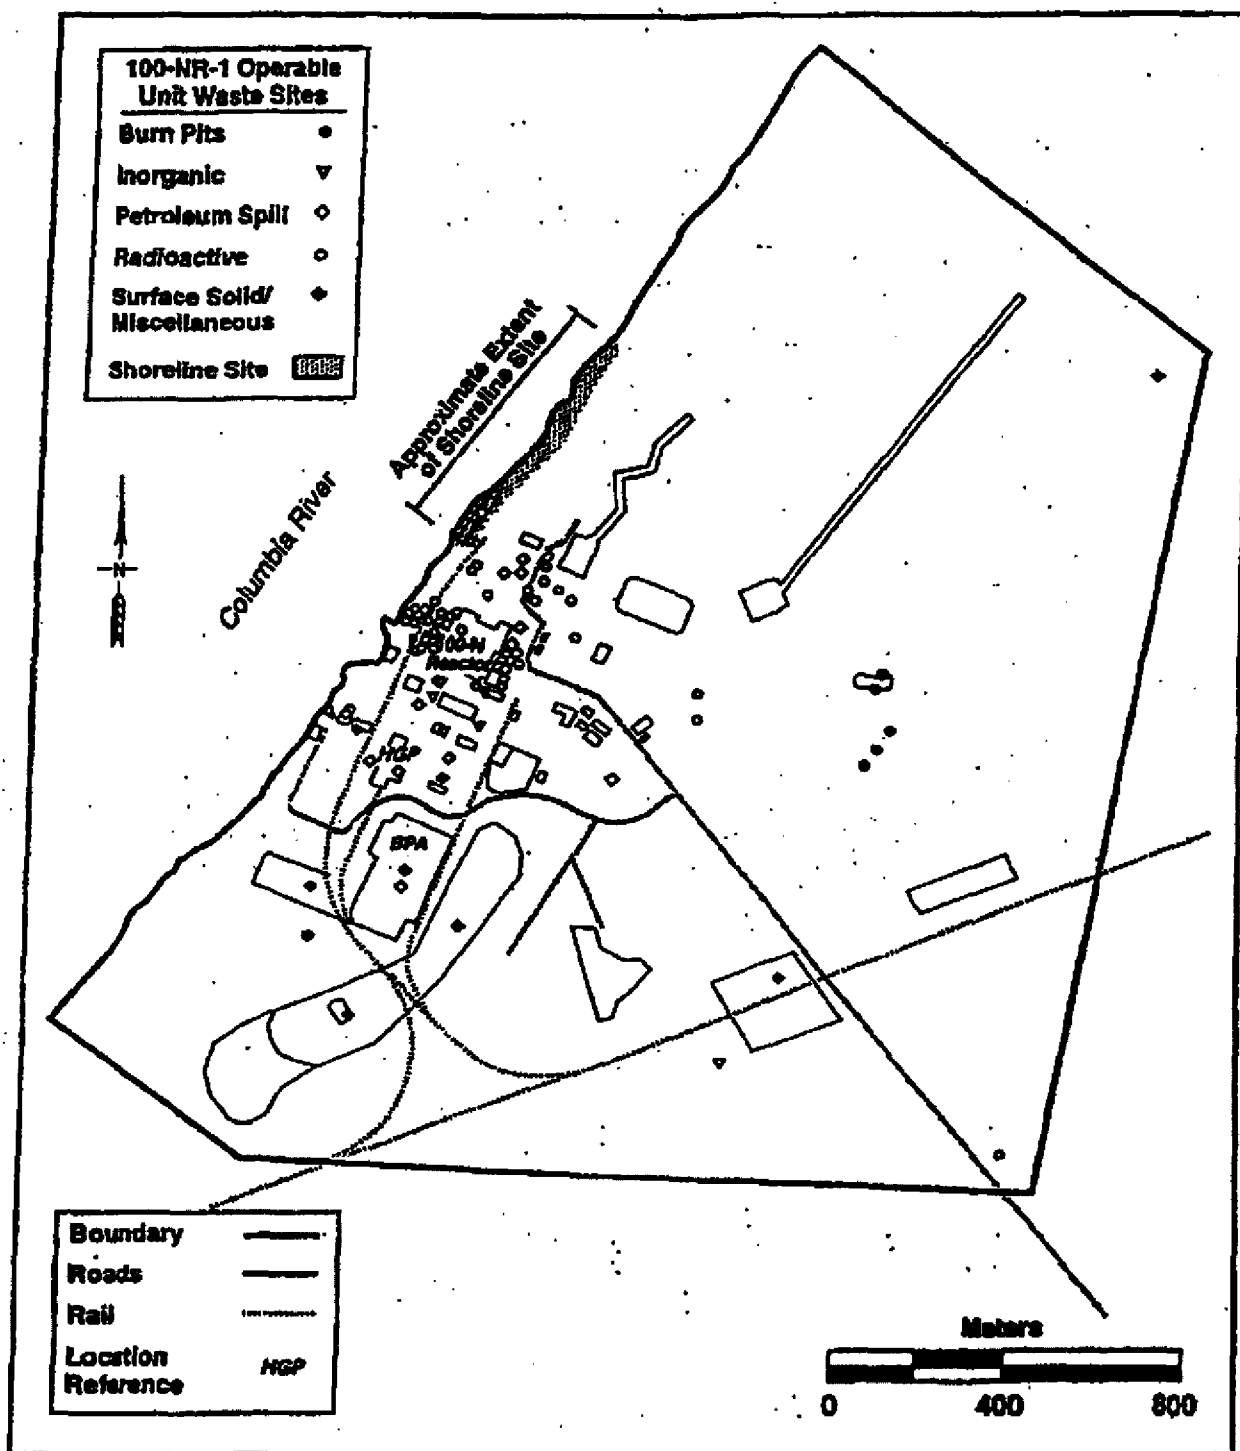 100-NR-1 Operable
Unit Waste Sites
Burn Pits
Inorganic
Petroleum Spill
Radioactive
Surface Solid/
Miscellaneous
Shoreline Site
Approximate Extent
of Shoreline Site
Columbia River
N
100-N
Reactor
HGP
BPA
Boundary
Roads
Rail
Location
Reference
HGP
Meters
0 400 800